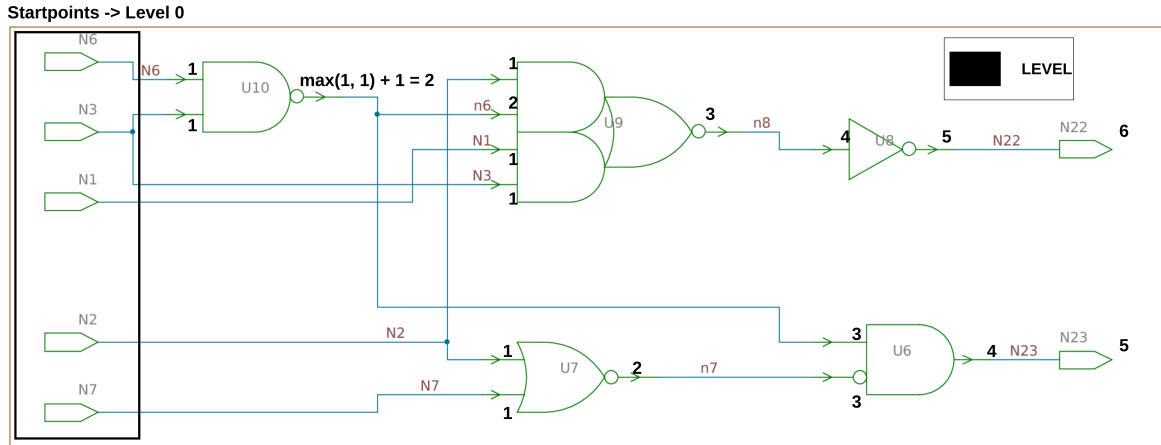 Startpoints -> Level 0
N6
N6
1
U10
1
max(1, 1) + 1 = 2
N3
N1
1
n6
2
N1
1
N3
1
U9
3
n8
4
U8
5
N22
N22
6
LEVEL
N2
N2
N7
N7
1
1
U7
2
n7
3
3
U6
4
N23
N23
5